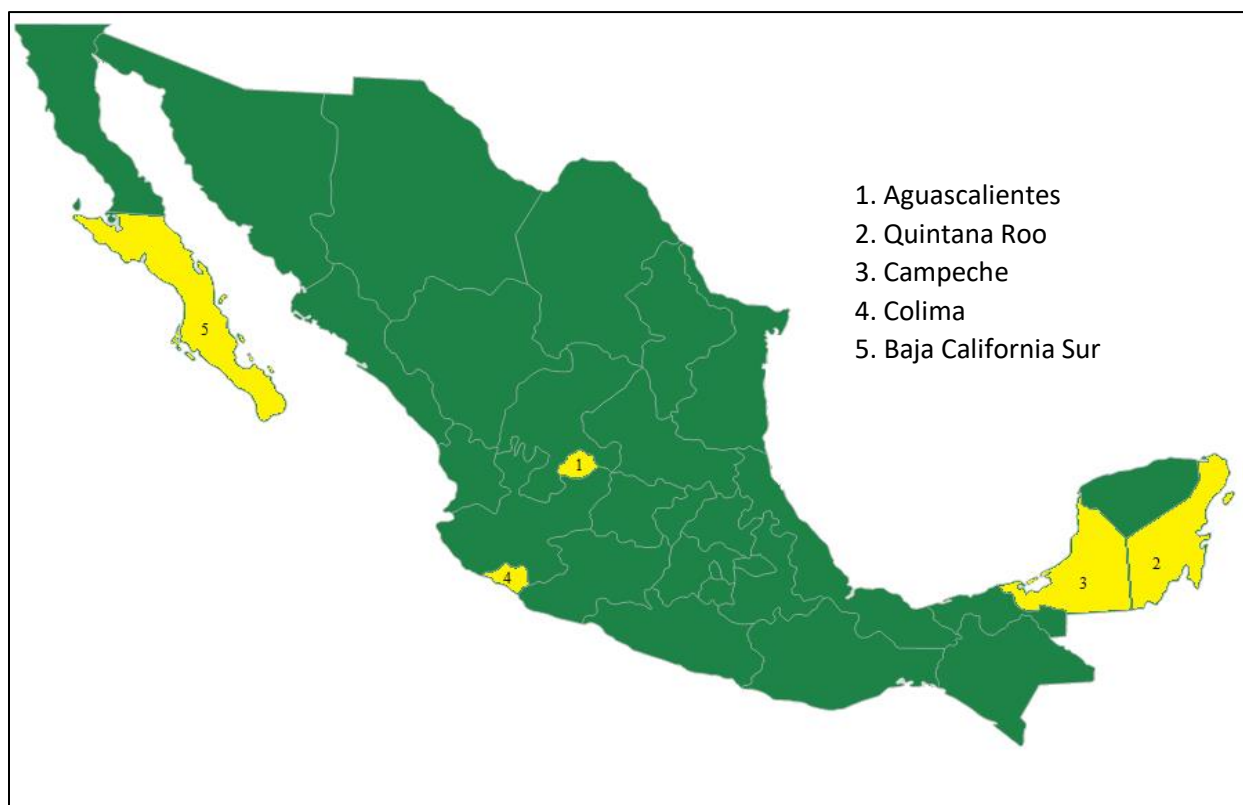 1. Aguascalientes
2. Quintana Roo
3. Campeche
4. Colima
5. Baja California Sur
5
1
4
3
2